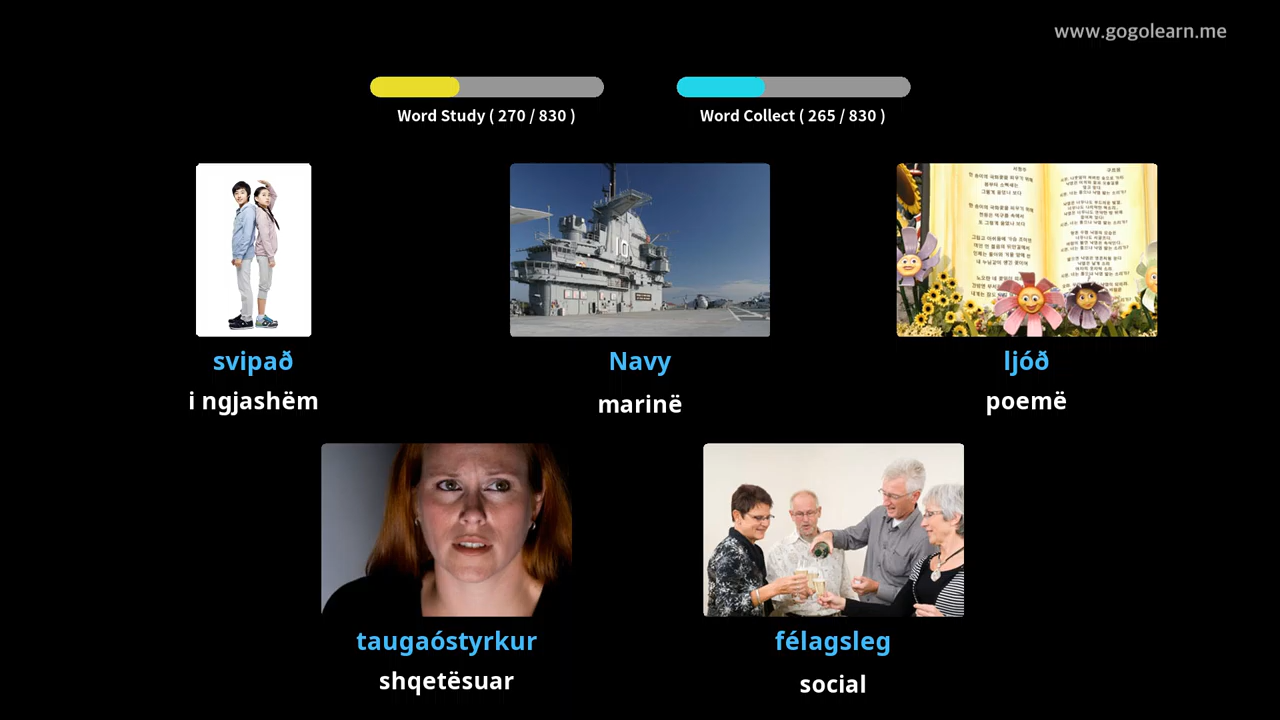 www.gogolearn.me
Word Study ( 270 / 830 )
Word Collect ( 265 / 830 )
svipað
i ngjashëm
Navy
marinë
ljóð
poemë
taugaóstyrkur
shqetësuar
félagsleg
social